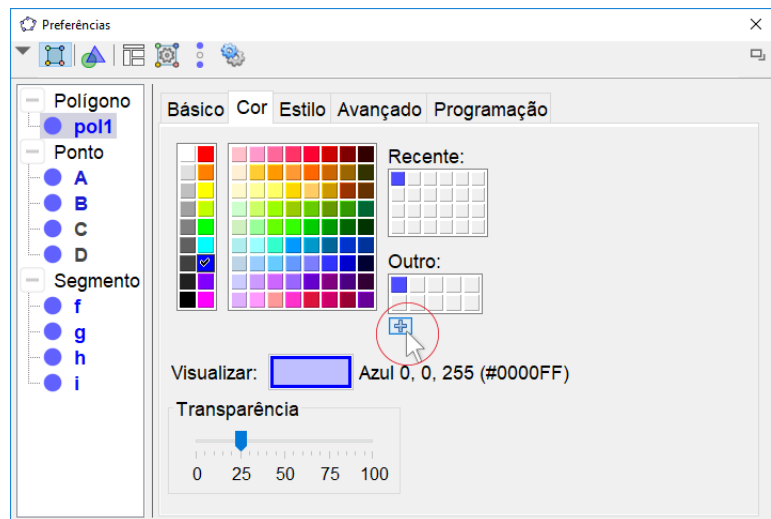 Preferências
Polígono
pol1
Ponto
A
B
C
D
Segmento
f
g
h
i
Básico Cor Estilo Avançado Programação
Recente:
Outro:
Visualizar: Azul 0, 0, 255 (#0000FF)
Transparência
0 25 50 75 100